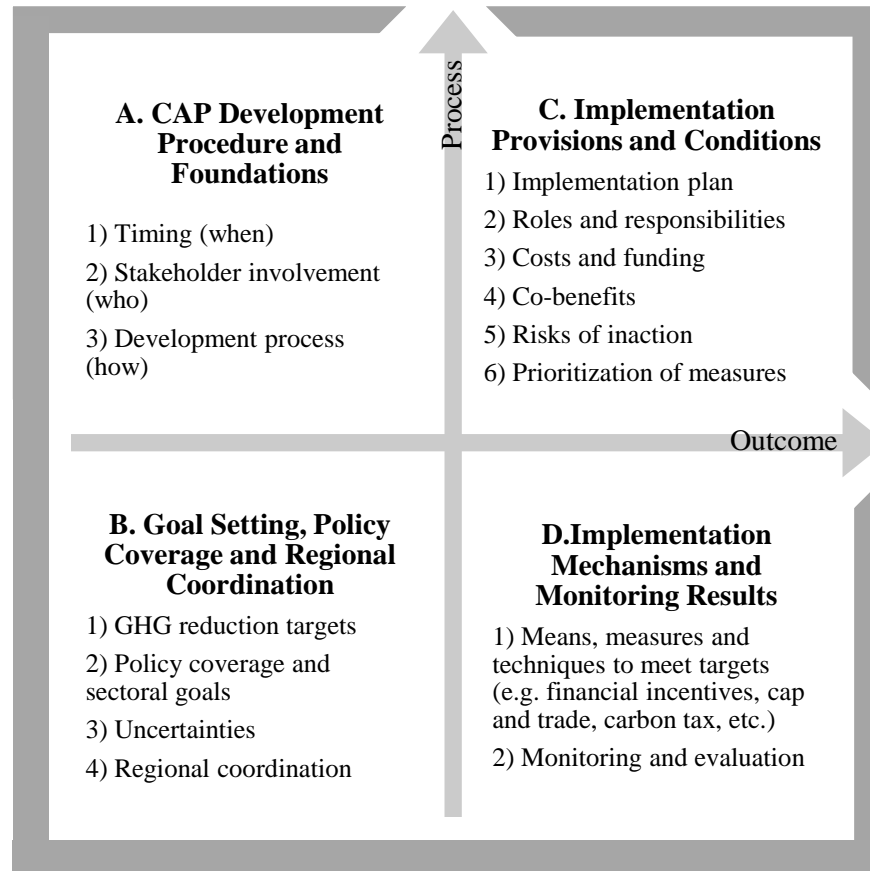 Process
A. CAP Development
Procedure and
Foundations
1) Timing (when)
2) Stakeholder involvement
(who)
3) Development process
(how)
C. Implementation
Provisions and Conditions
1) Implementation plan
2) Roles and responsibilities
3) Costs and funding
4) Co-benefits
5) Risks of inaction
6) Prioritization of measures
Outcome
B. Goal Setting, Policy
Coverage and Regional
Coordination
1) GHG reduction targets
2) Policy coverage and
sectoral goals
3) Uncertainties
4) Regional coordination
D.Implementation
Mechanisms and
Monitoring Results
1) Means, measures and
techniques to meet targets
(e.g. financial incentives, cap
and trade, carbon tax, etc.)
2) Monitoring and evaluation